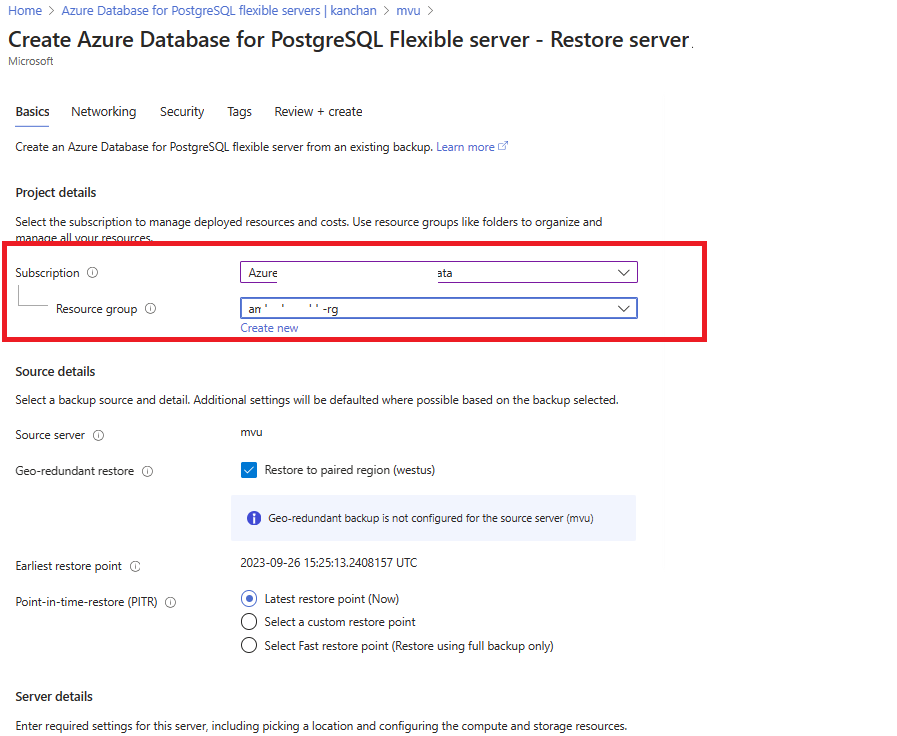 Home > Azure Database for PostgreSQL flexible servers | kanchan > mvu >
Create Azure Database for PostgreSQL Flexible server - Restore server
Microsoft
Basics Networking Security Tags Review + create
Create an Azure Database for PostgreSQL flexible server from an existing backup. Learn more
Project details
Select the subscription to manage deployed resources and costs. Use resource groups like folders to organize and
manage all your resources.
Subscription Azure ata
Resource group -rg
Create new
Source details
Select a backup source and detail. Additional settings will be defaulted where possible based on the backup selected.
Source server mvu
Geo-redundant restore Restore to paired region (westus)
Geo-redundant backup is not configured for the source server (mvu)
Earliest restore point 2023-09-26 15:25:13.2408157 UTC
Point-in-time-restore (PITR) Latest restore point (Now)
Select a custom restore point
Select Fast restore point (Restore using full backup only)
Server details
Enter required settings for this server, including picking a location and configuring the compute and storage resources.